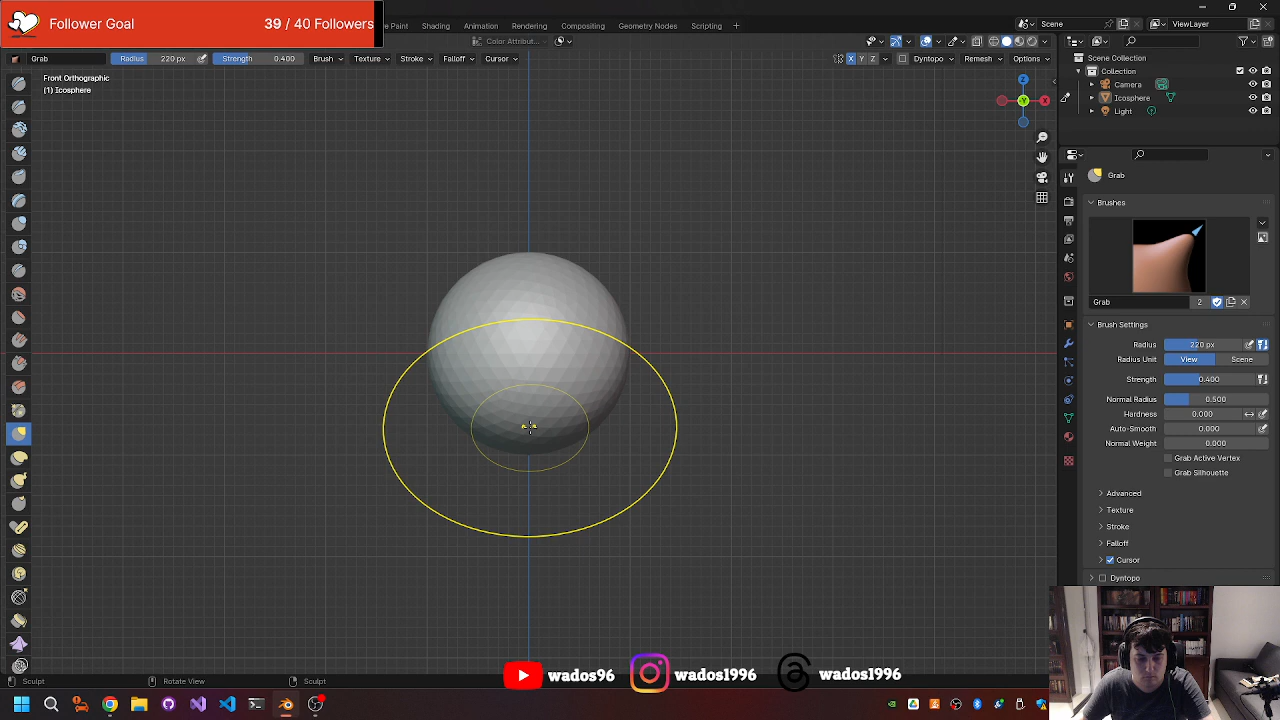 Follower Goal 39 / 40 Followers
Paint Shading Animation Rendering Compositing Geometry Nodes Scripting + Scene ViewLayer
Color Attribut...
Grab Radius 220 px Strength 0.400 Brush Texture Stroke Falloff Cursor X Y Z Dyntopo Remesh Options
Front Orthographic
(1) Icosphere
Z
Y
X
Scene Collection
Collection
Camera
Icosphere
Light
Grab
Brushes
Grab 2
Brush Settings
Radius 220 px
Radius Unit View Scene
Strength 0.400
Normal Radius 0.500
Hardness 0.000
Auto-Smooth 0.000
Normal Weight 0.000
Grab Active Vertex
Grab Silhouette
Advanced
Texture
Stroke
Falloff
Cursor
Dyntopo
Sculpt Rotate View Sculpt
wados96 wados1996 wados1996